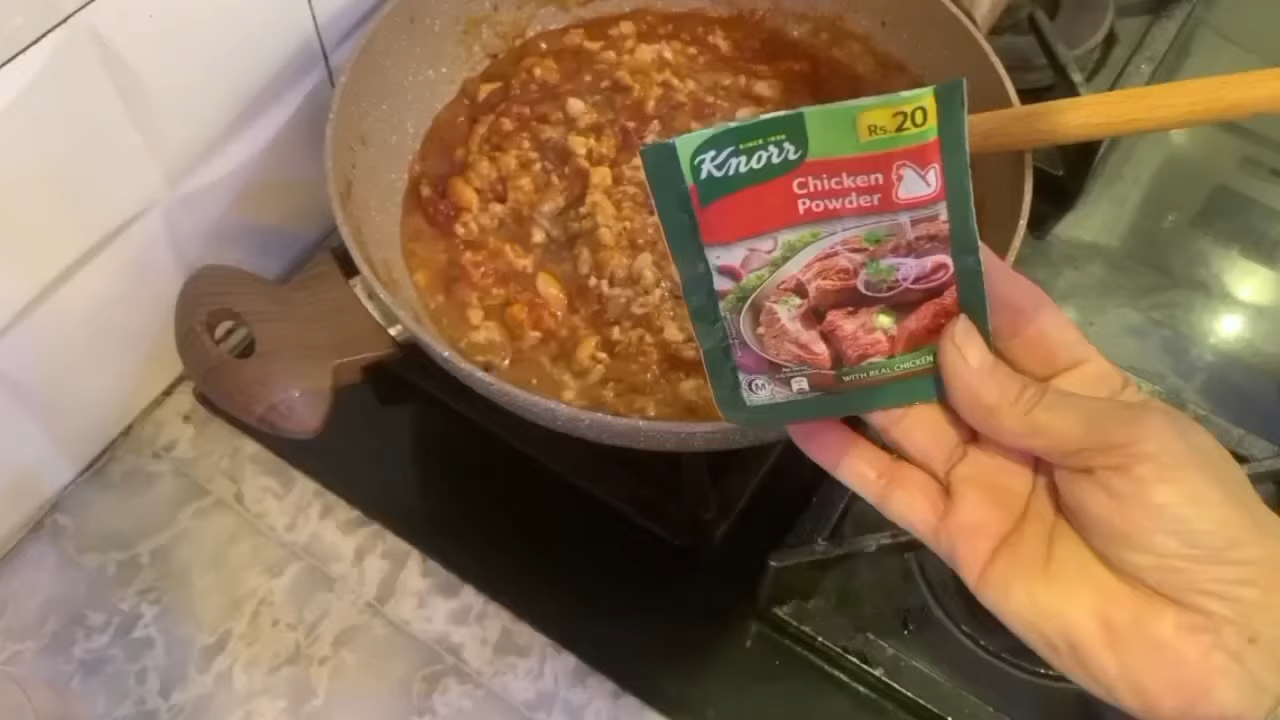 SINCE 1838
Knorr
Rs.20
Chicken
Powder
WITH REAL CHICKEN
M